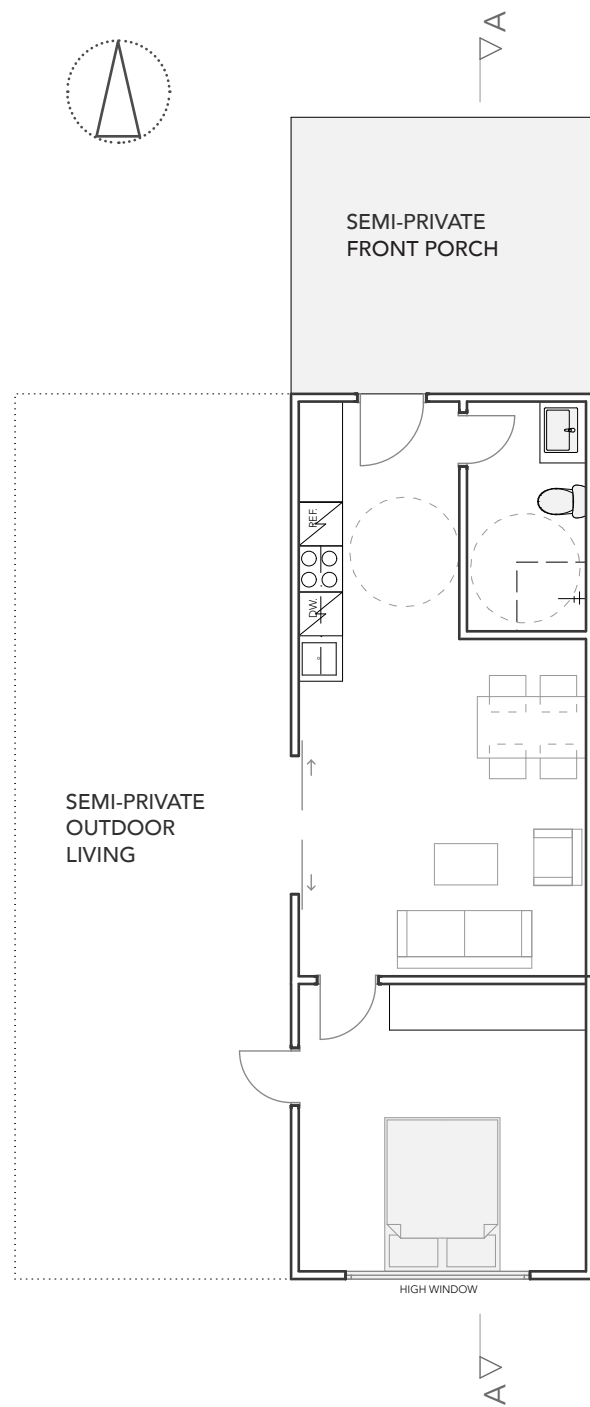 A
SEMI-PRIVATE
FRONT PORCH
REF.
DW.
SEMI-PRIVATE
OUTDOOR
LIVING
HIGH WINDOW
A